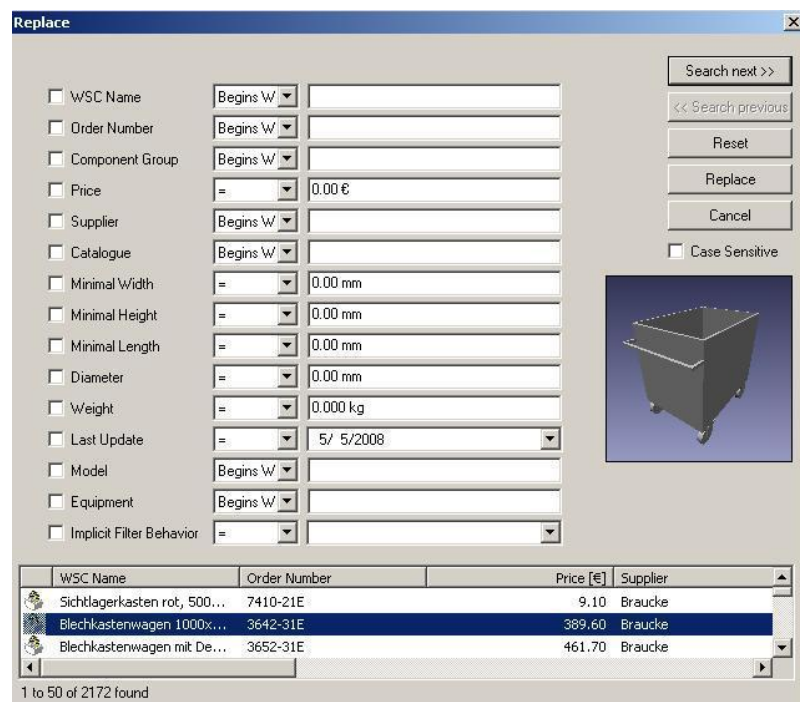 Replace
Search next >>
WSC Name Begins W
<< Search previous
Order Number Begins W
Reset
Component Group Begins W
Replace
Price = 0.00 €
Cancel
Supplier Begins W
Catalogue Begins W
Case Sensitive
Minimal Width = 0.00 mm
Minimal Height = 0.00 mm
Minimal Length = 0.00 mm
Diameter = 0.00 mm
Weight = 0.000 kg
Last Update = 5/ 5/2008
Model Begins W
Equipment Begins W
Implicit Filter Behavior =
WSC Name Order Number Price [€] Supplier
Sichtlagerkasten rot, 500... 7410-21E 9.10 Braucke
Blechkastenwagen 1000x... 3642-31E 389.60 Braucke
Blechkastenwagen mit De... 3652-31E 461.70 Braucke
1 to 50 of 2172 found